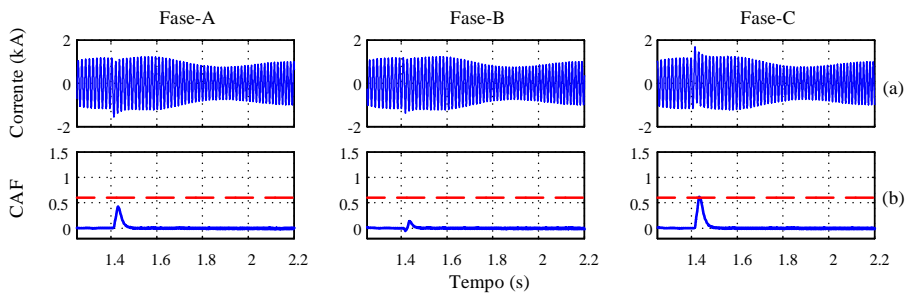 Fase-A Fase-B Fase-C
Corrente (kA)
2 2 2
0 0 0
-2 -2 -2
(a)
CAF
1.5 1.5 1.5
1 1 1
0.5 0.5 0.5
0 0 0
(b)
1.4 1.6 1.8 2 2.2 1.4 1.6 1.8 2 2.2 1.4 1.6 1.8 2 2.2
Tempo (s)